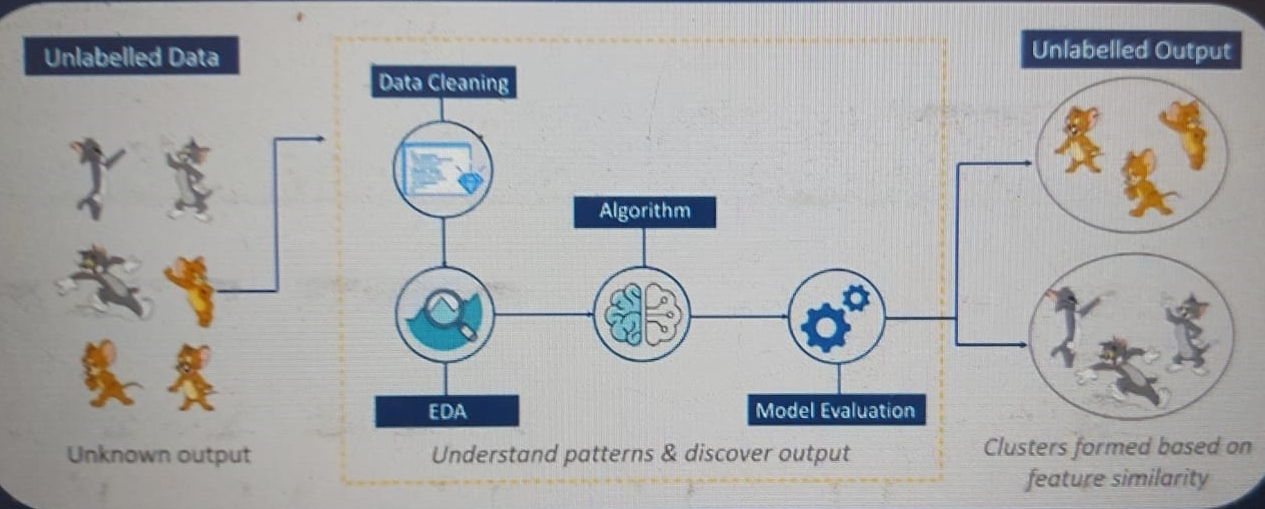 Unlabelled Data
Unknown output
Data Cleaning
EDA
Algorithm
Model Evaluation
Understand patterns & discover output
Unlabelled Output
Clusters formed based on
feature similarity